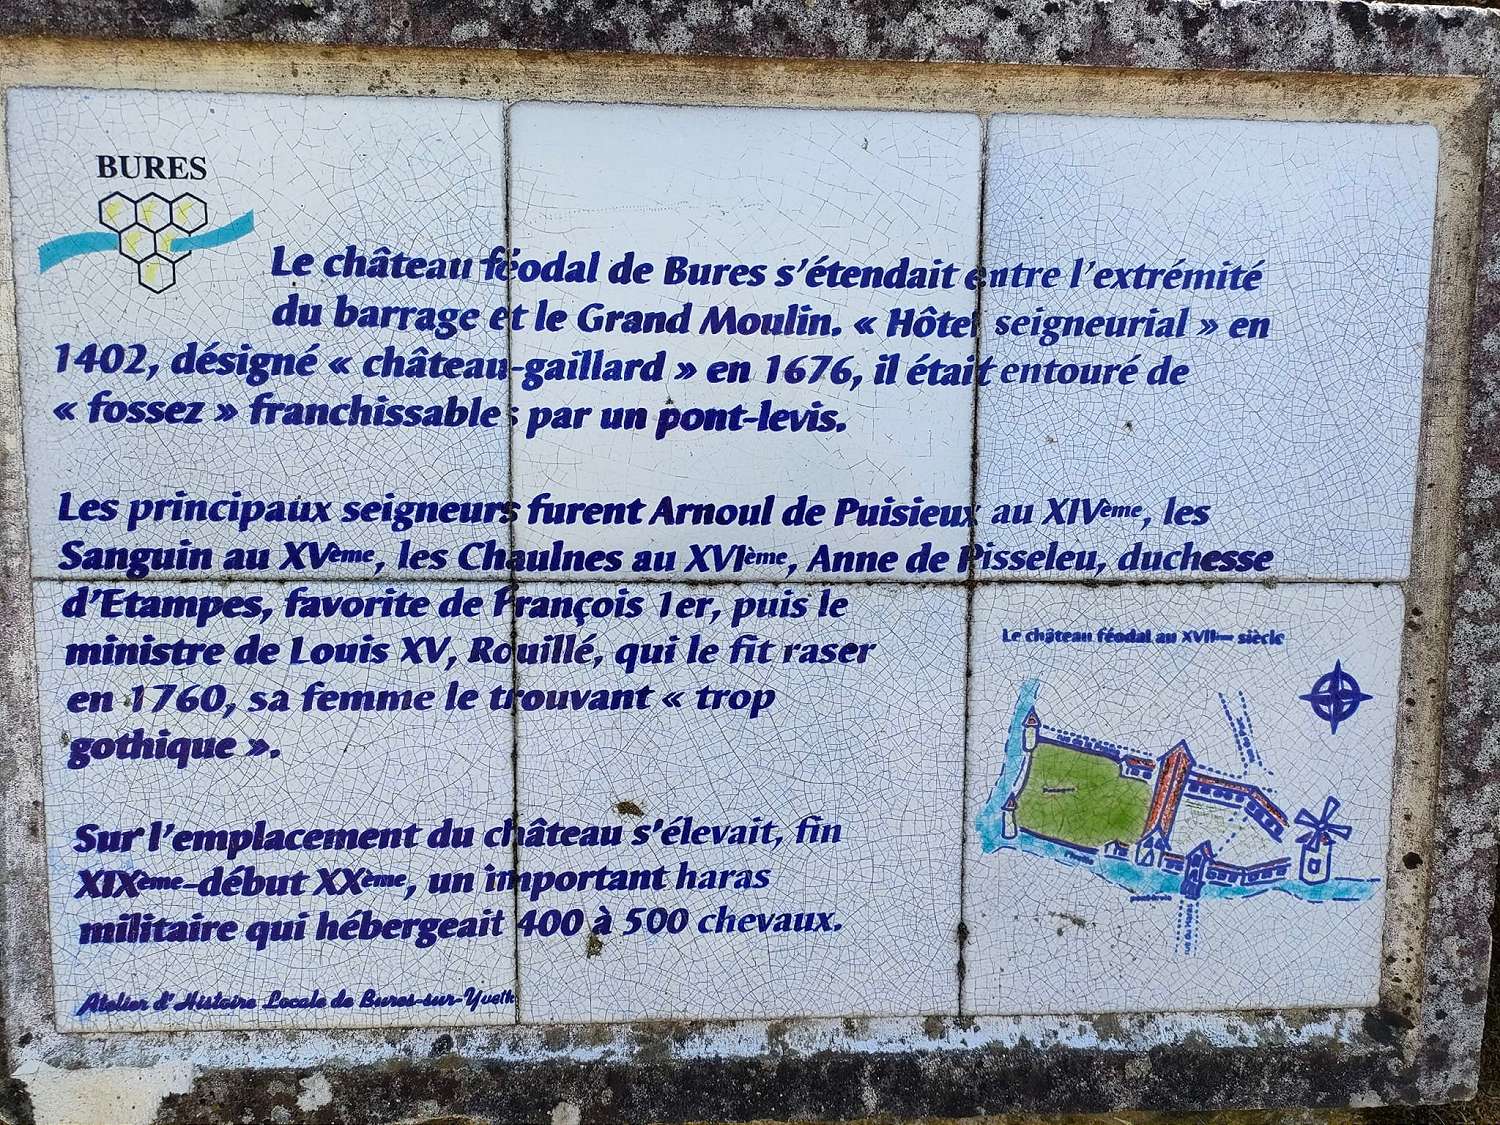 BURES
Le château féodal de Bures s'étendait entre l'extrémité
du barrage et le Grand Moulin. « Hôtel seigneurial » en
1402, désigné « château-gaillard » en 1676, il était entouré de
« fossez » franchissables par un pont-levis.
Les principaux seigneurs furent Arnoul de Puisieux au XIVème, les
Sanguin au XVème, les Chaulnes au XVIème, Anne de Pisseleu, duchesse
d'Etampes, favorite de François 1er, puis le
ministre de Louis XV, Rouillé, qui le fit raser
en 1760, sa femme le trouvant « trop
gothique ».
Sur l'emplacement du château s'élevait, fin
XIXème-début XXème, un important haras
militaire qui hébergeait 400 à 500 chevaux.
Atelier d'Histoire Locale de Bures-sur-Yvette
Le château féodal au XVIIème siècle
pont-levis